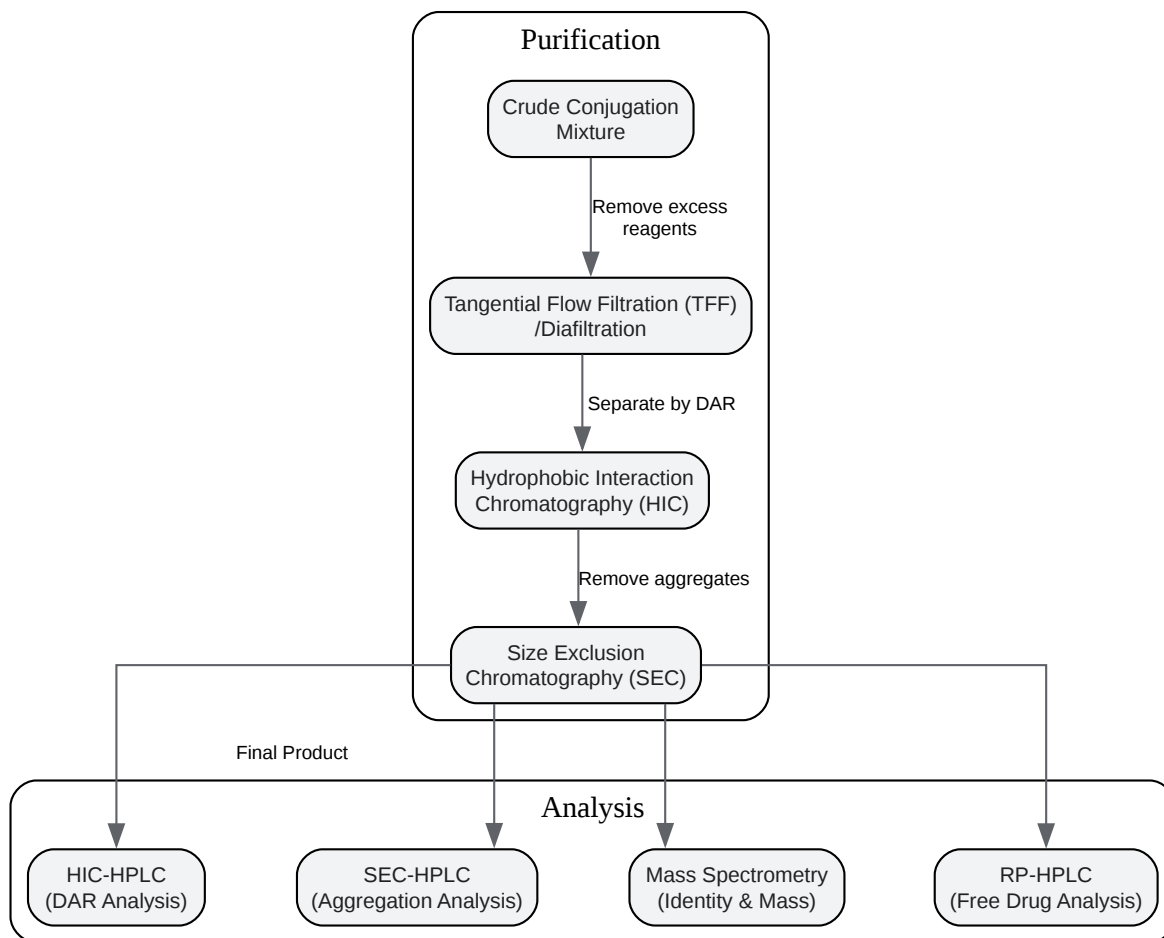 Purification
Crude Conjugation
Mixture
Remove excess
reagents
Tangential Flow Filtration (TFF)
/Diafiltration
Separate by DAR
Hydrophobic Interaction
Chromatography (HIC)
Remove aggregates
Size Exclusion
Chromatography (SEC)
Final Product
Analysis
HIC-HPLC
(DAR Analysis)
SEC-HPLC
(Aggregation Analysis)
Mass Spectrometry
(Identity & Mass)
RP-HPLC
(Free Drug Analysis)